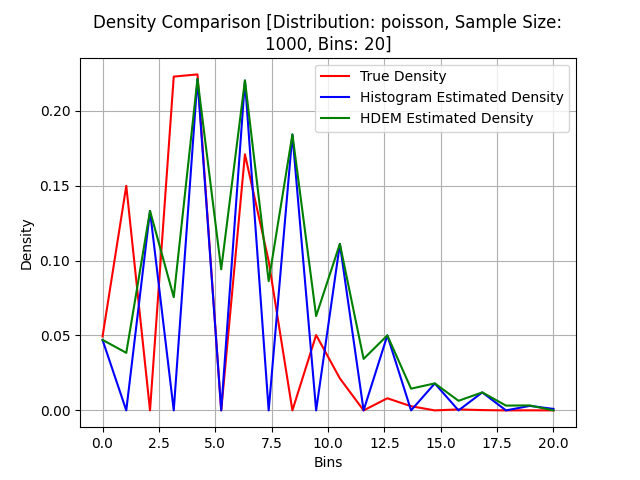 Density Comparison [Distribution: poisson, Sample Size:
1000, Bins: 20]
True Density
Histogram Estimated Density
HDEM Estimated Density
Density
0.20
0.15
0.10
0.05
0.00
0.0 2.5 5.0 7.5 10.0 12.5 15.0 17.5 20.0
Bins